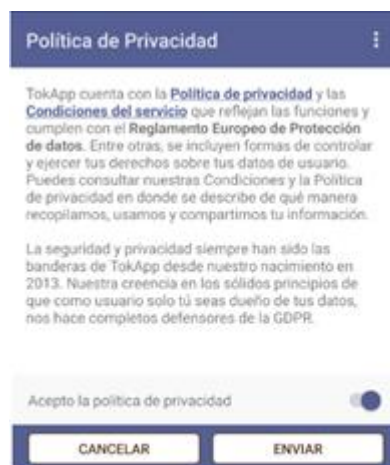 Política de Privacidad
TokApp cuenta con la Política de privacidad y las
Condiciones del servicio que reflejan las funciones y
cumplen con el Reglamento Europeo de Protección
de datos. Entre otras, se incluyen formas de controlar
y ejercer tus derechos sobre tus datos de usuario.
Puedes consultar nuestras Condiciones y la Política
de privacidad en donde se describe de qué manera
recopilamos, usamos y compartimos tu información.
La seguridad y privacidad siempre han sido las
banderas de TokApp desde nuestro nacimiento en
2013. Nuestra creencia en los sólidos principios de
que como usuario solo tú seas dueño de tus datos,
nos hace completos defensores de la GDPR.
Acepto la política de privacidad
CANCELAR
ENVIAR